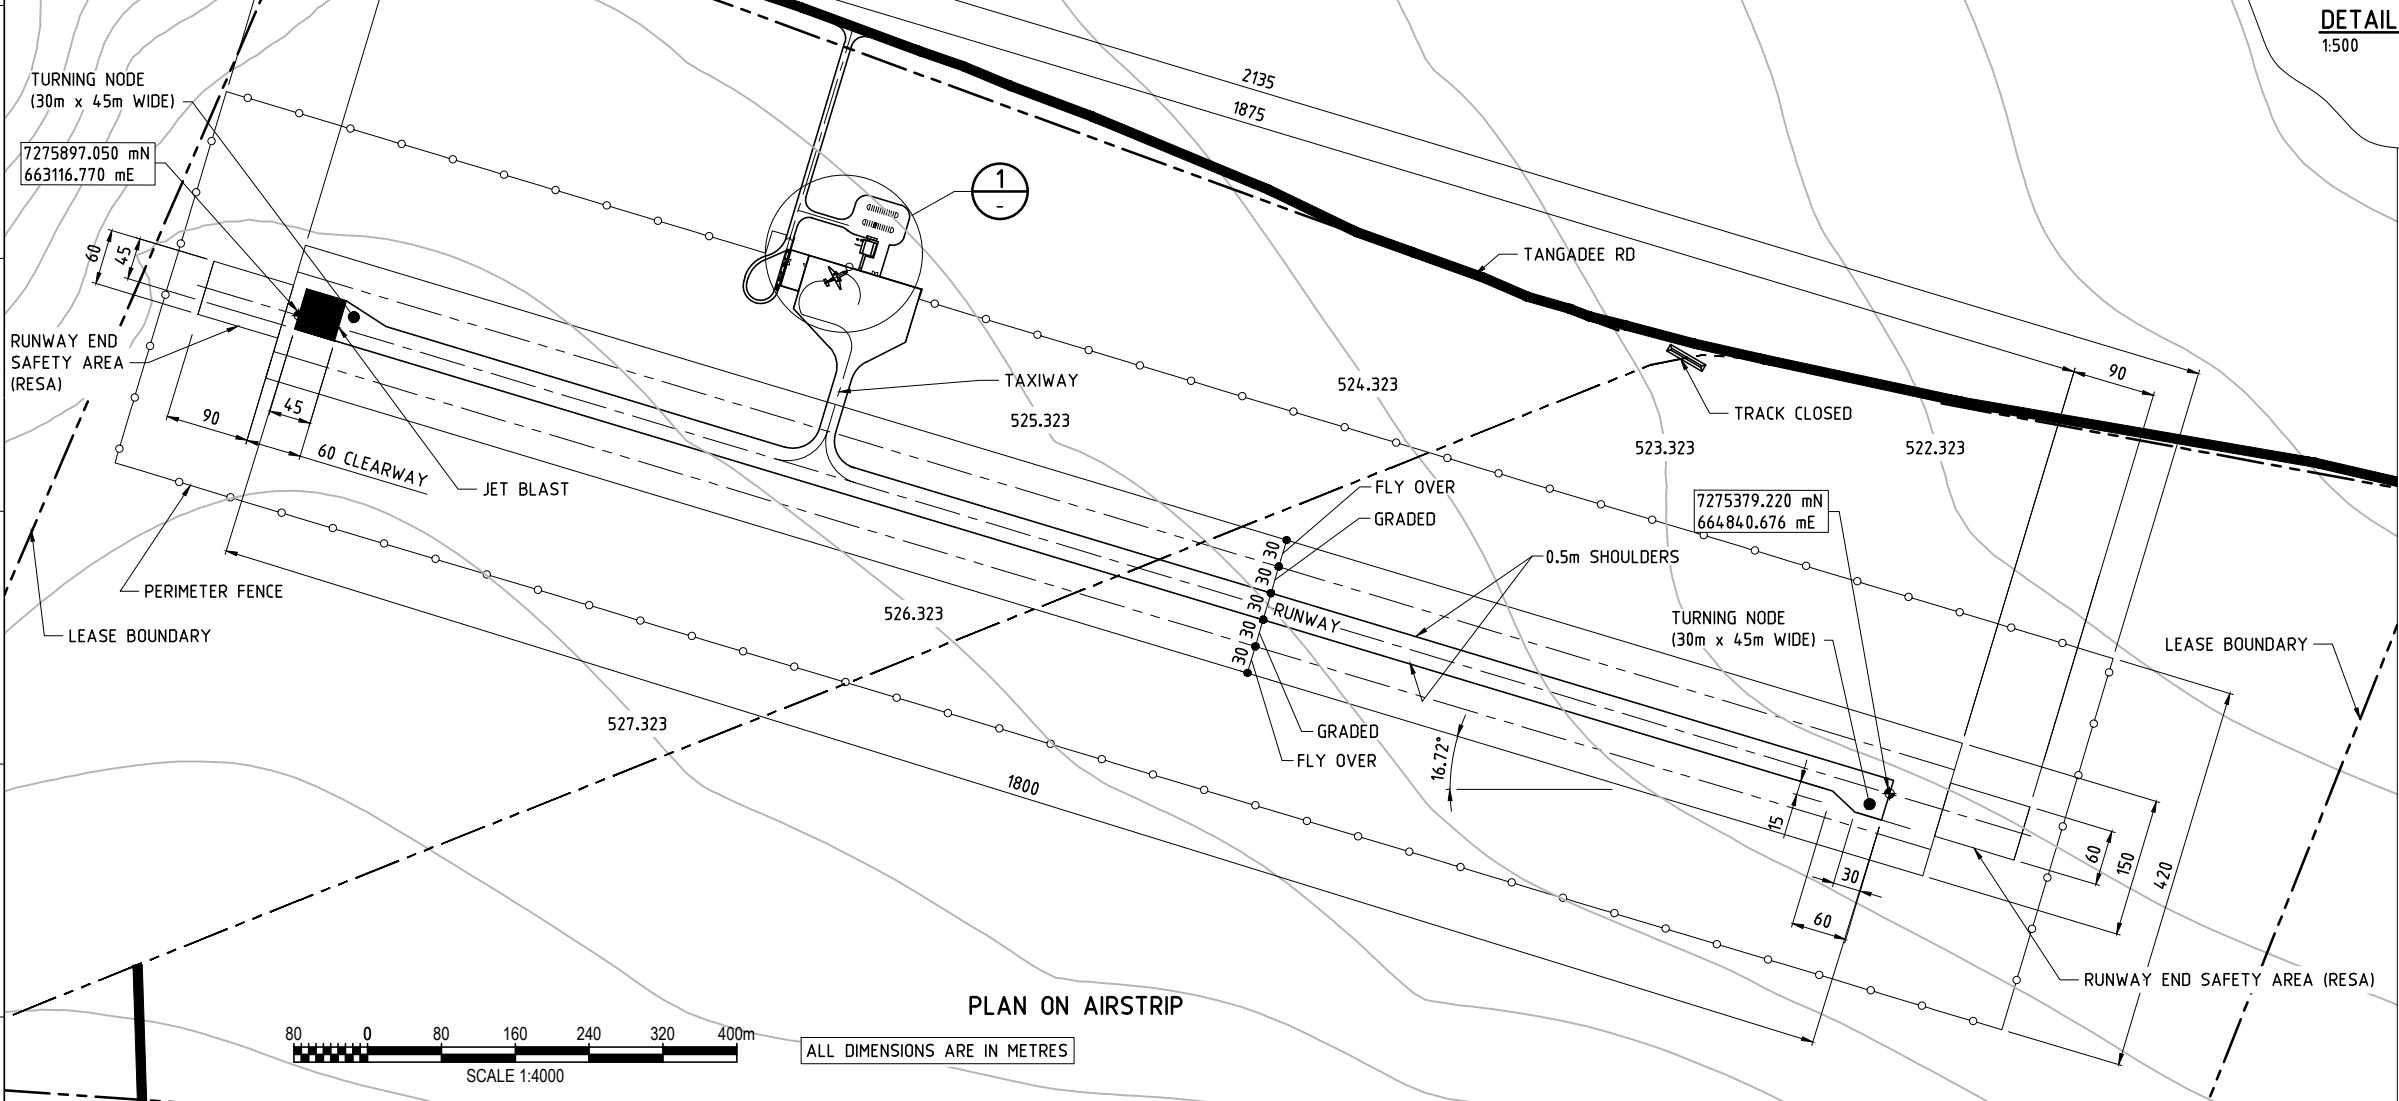 DETAIL
1:500
TURNING NODE
(30m x 45m WIDE)
2135
1875
7275897.050 mN
663116.770 mE
1
-
60
45
TANGADEE RD
RUNWAY END
SAFETY AREA
(RESA)
90
45
60 CLEARWAY
JET BLAST
TAXIWAY
525.323
524.323
90
TRACK CLOSED
523.323
522.323
FLY OVER
GRADED
7275379.220 mN
664840.676 mE
30
30
30
30
30
RUNWAY
0.5m SHOULDERS
PERIMETER FENCE
LEASE BOUNDARY
526.323
TURNING NODE
(30m x 45m WIDE)
LEASE BOUNDARY
527.323
GRADED
FLY OVER
16.72°
1800
15
30
60
60
150
420
RUNWAY END SAFETY AREA (RESA)
PLAN ON AIRSTRIP
80 0 80 160 240 320 400m
SCALE 1:4000
ALL DIMENSIONS ARE IN METRES